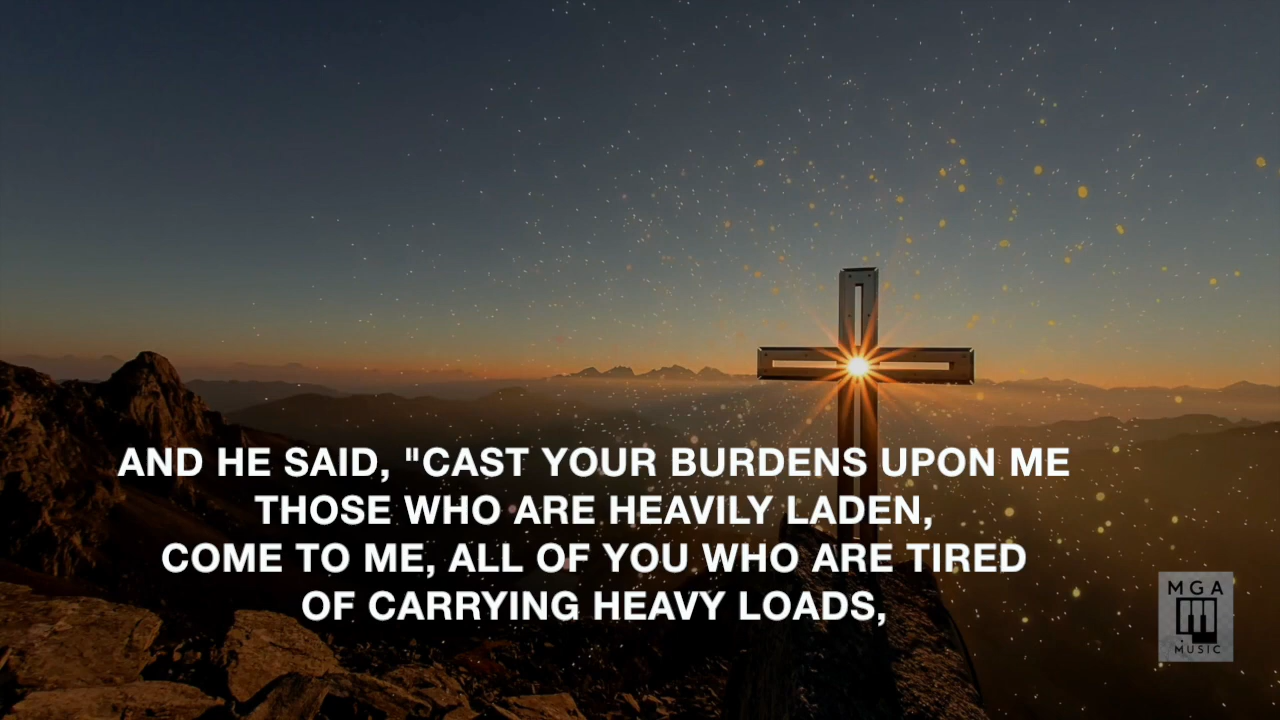 AND HE SAID, "CAST YOUR BURDENS UPON ME
THOSE WHO ARE HEAVILY LADEN,
COME TO ME, ALL OF YOU WHO ARE TIRED
OF CARRYING HEAVY LOADS,
MGA
MUSIC